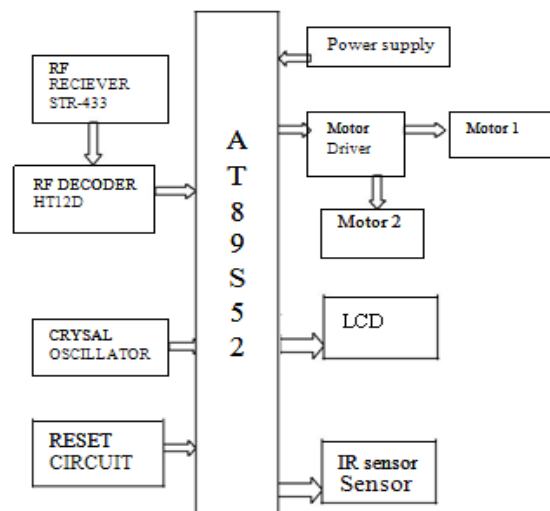 RF
RECIEVER
STR-433
RF DECODER
HT12D
CRYSAL
OSCILLATOR
RESET
CIRCUIT
A
T
8
9
S
5
2
Power supply
Motor
Driver
Motor 1
Motor 2
LCD
IR sensor
Sensor